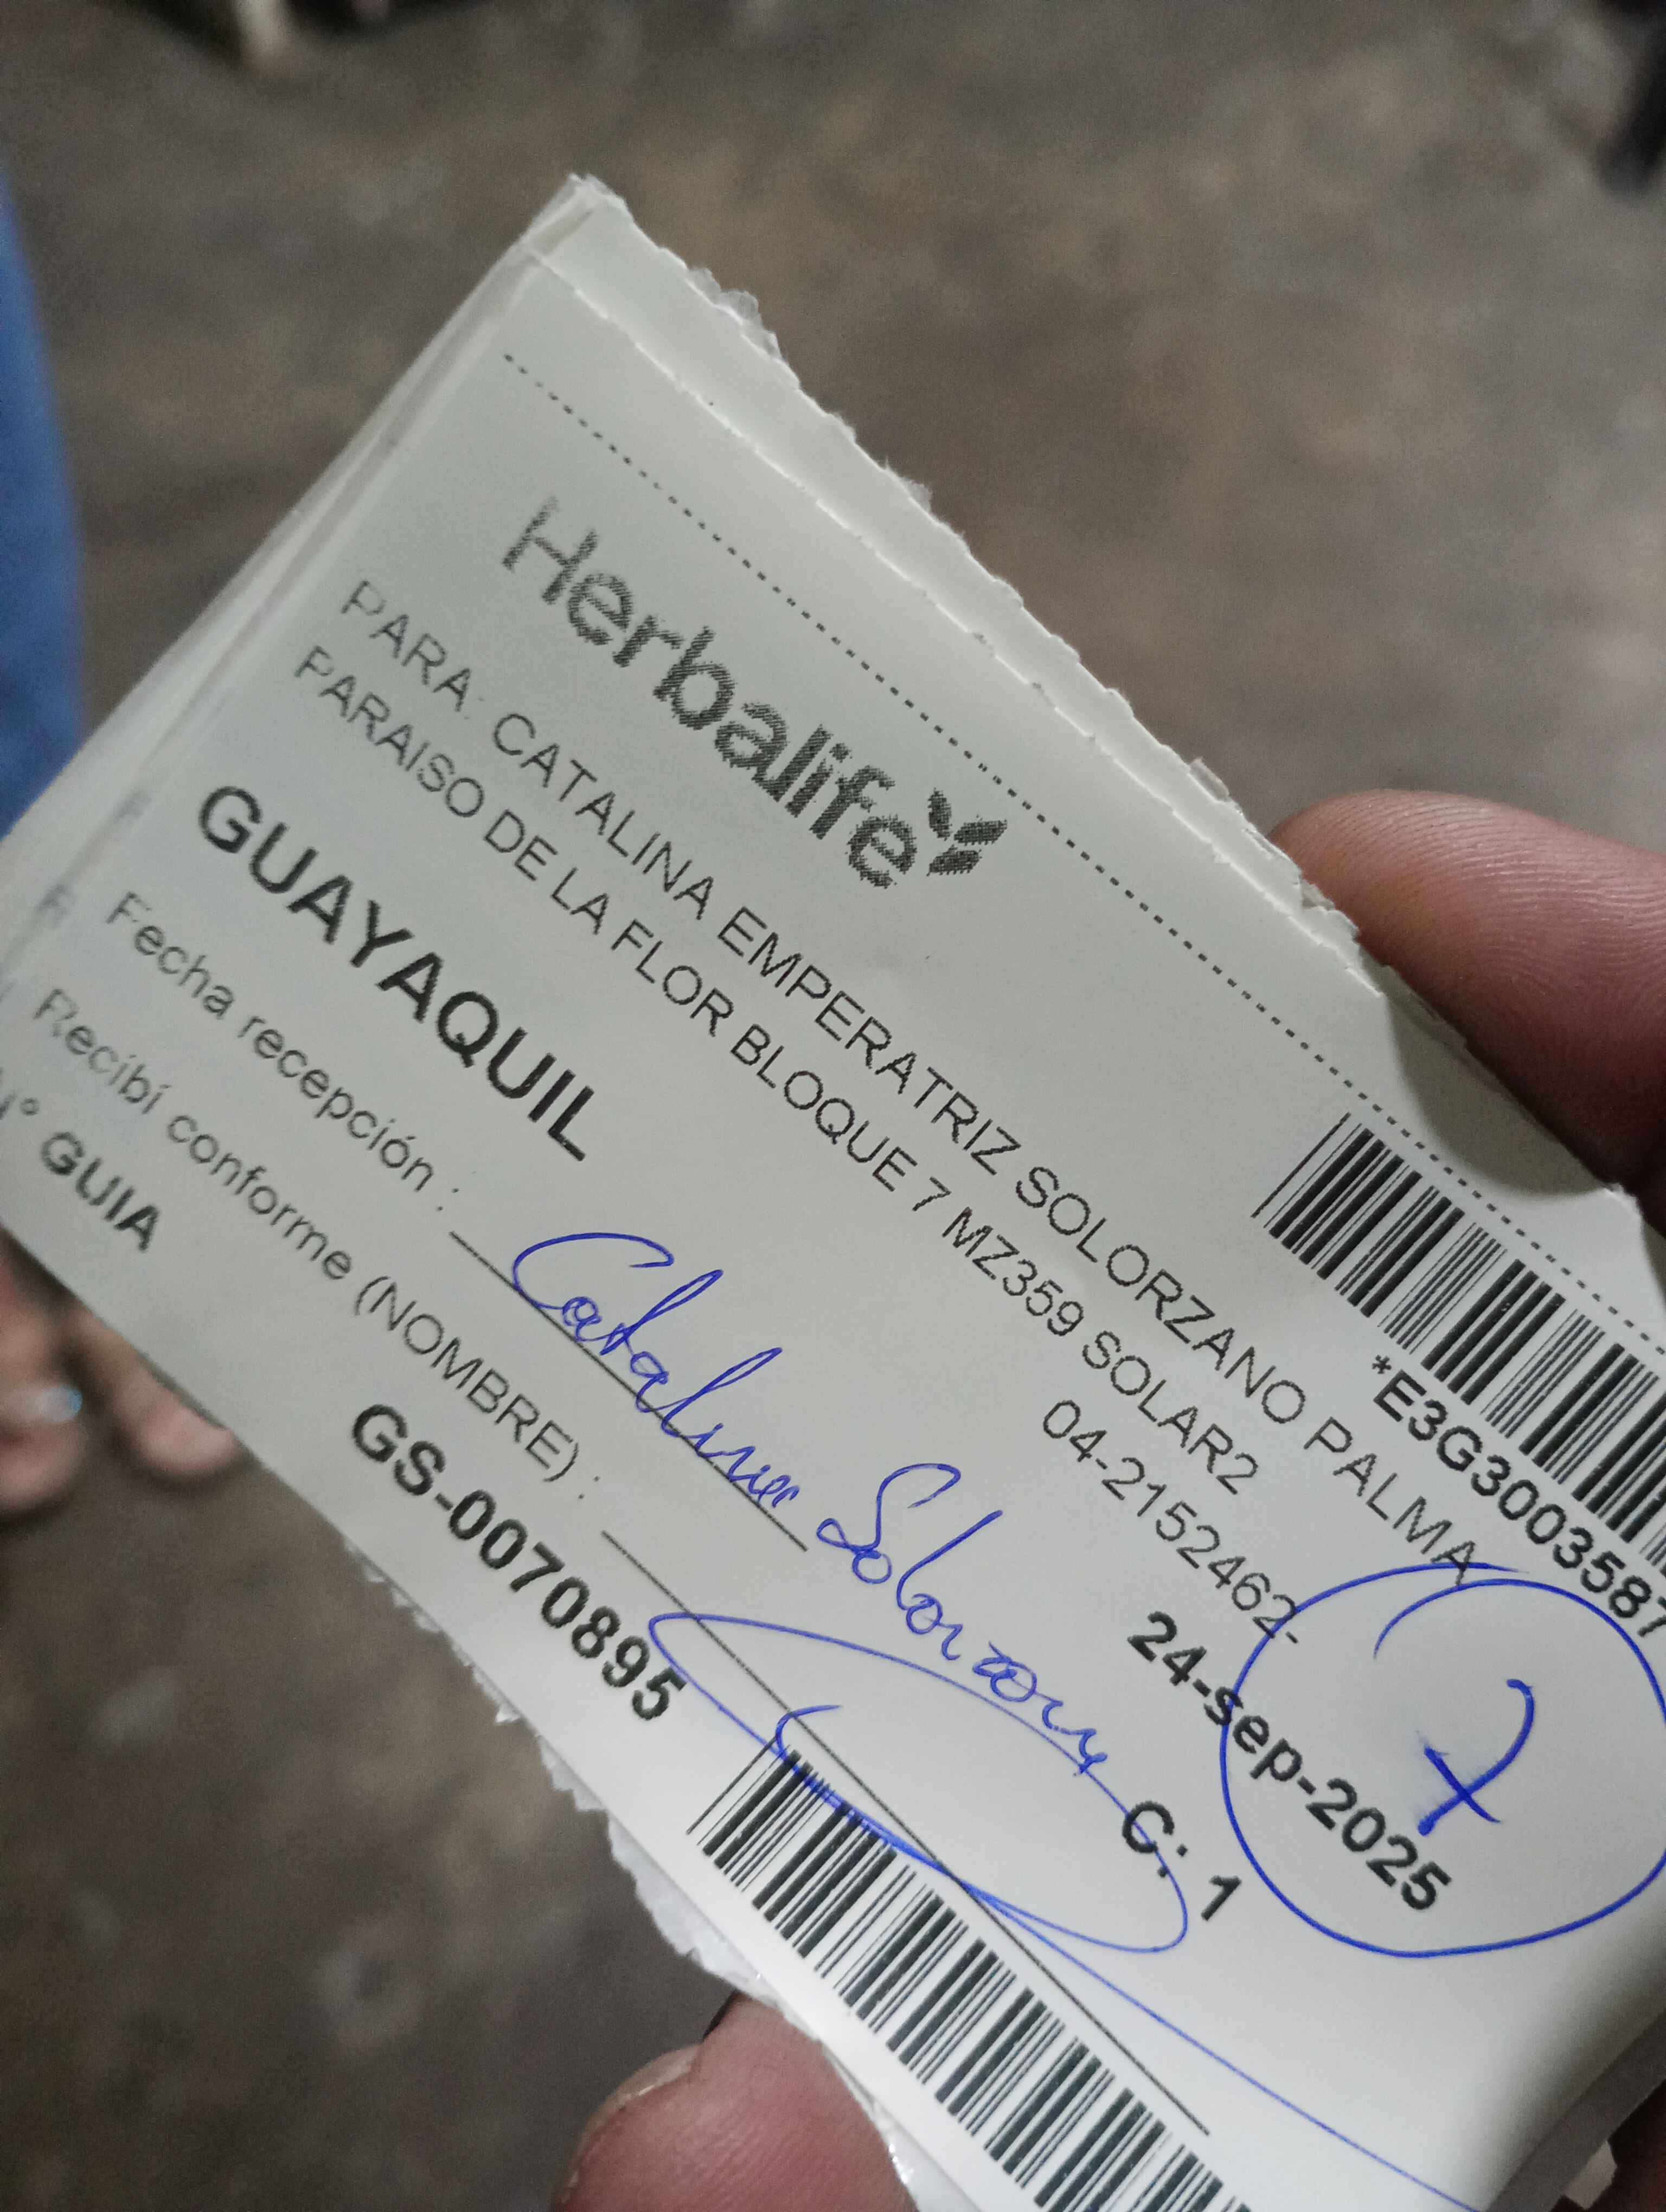 Herbalife
*E3G3003587
PARA: CATALINA EMPERATRIZ SOLORZANO PALMA
PARAISO DE LA FLOR BLOQUE 7 MZ359 SOLAR2
04-2152462-
GUAYAQUIL
24-sep-2025
Fecha recepción :
Catalina Solorzano
Recibí conforme (NOMBRE) :
C: 1
N° GUIA
GS-0070895